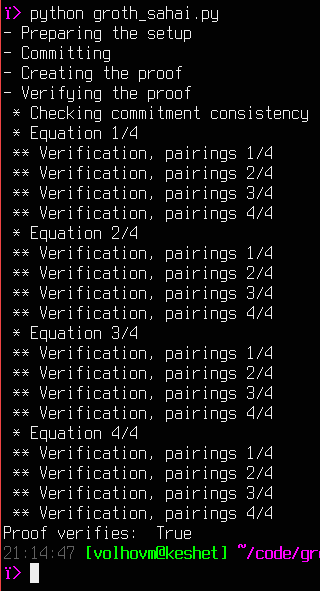 ï> python groth_sahai.py
- Preparing the setup
- Committing
- Creating the proof
- Verifying the proof
* Checking commitment consistency
* Equation 1/4
** Verification, pairings 1/4
** Verification, pairings 2/4
** Verification, pairings 3/4
** Verification, pairings 4/4
* Equation 2/4
** Verification, pairings 1/4
** Verification, pairings 2/4
** Verification, pairings 3/4
** Verification, pairings 4/4
* Equation 3/4
** Verification, pairings 1/4
** Verification, pairings 2/4
** Verification, pairings 3/4
** Verification, pairings 4/4
* Equation 4/4
** Verification, pairings 1/4
** Verification, pairings 2/4
** Verification, pairings 3/4
** Verification, pairings 4/4
Proof verifies:  True
21:14:47 [volhovm@keshet] ~/code/gr
ï>